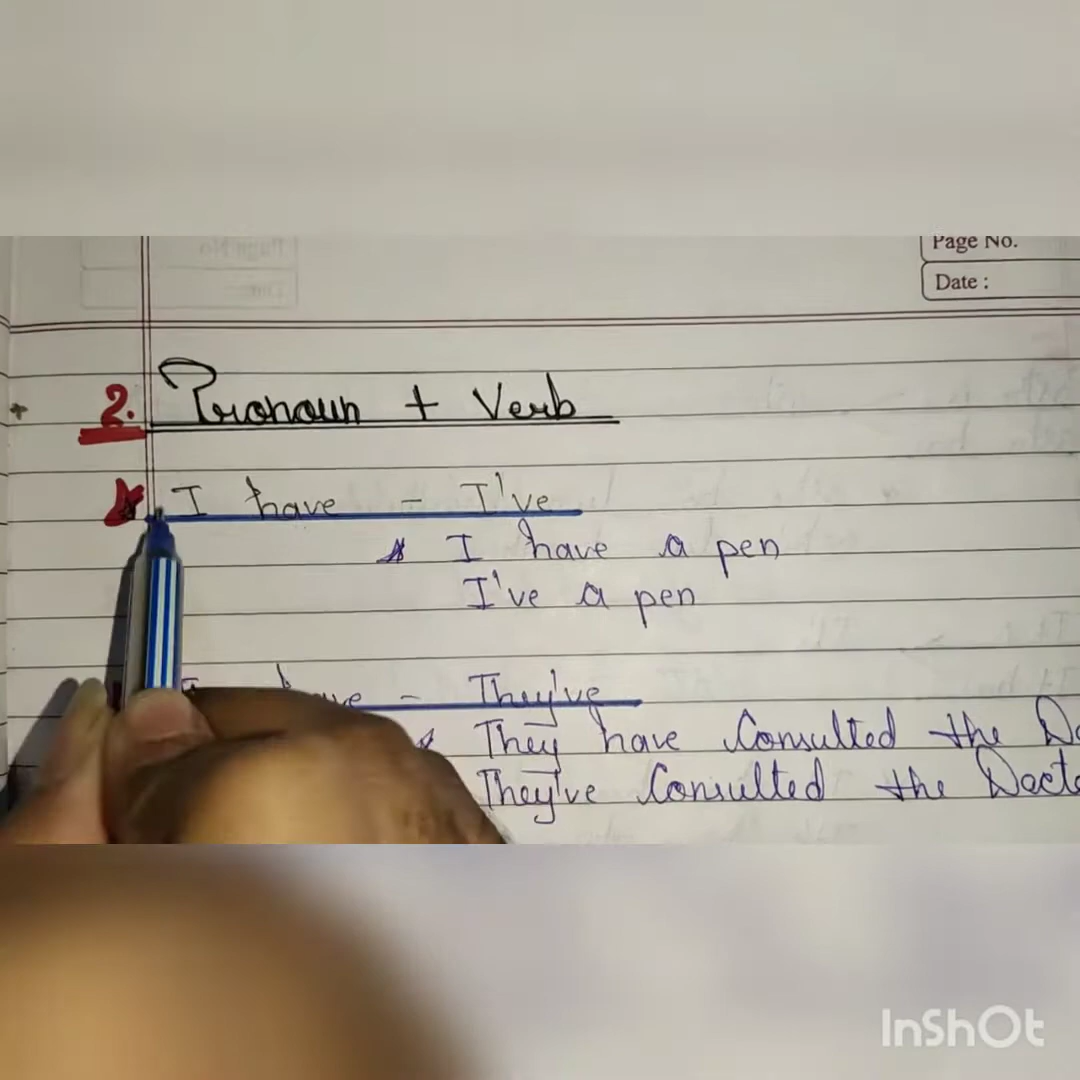 Page No.
Date :
2. Pronoun + Verb
I have - I've
I have a pen
I've a pen
- They've
They have Consulted the
They've Consulted the
InShOt